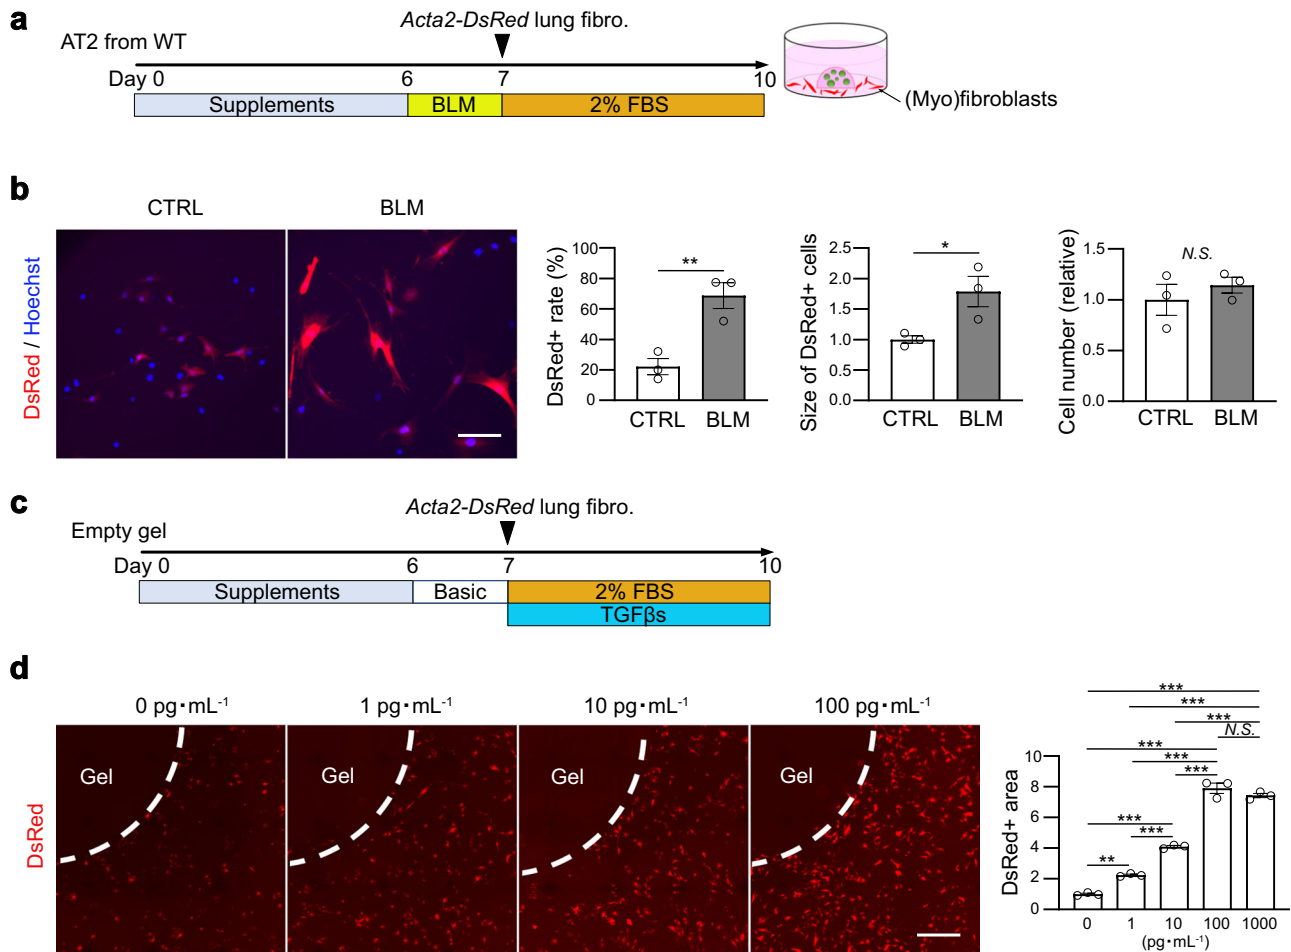 a
Acta2-DsRed lung fibro.
AT2 from WT
Day 0 6 7 10
Supplements BLM 2% FBS
(Myo)fibroblasts
b
CTRL BLM
DsRed / Hoechst
DsRed+ rate (%)
100
80
60
40
20
0
**
CTRL BLM
Size of DsRed+ cells
2.5
2.0
1.5
1.0
0.5
0.0
*
CTRL BLM
Cell number (relative)
1.5
1.0
0.5
0.0
N.S.
CTRL BLM
c
Acta2-DsRed lung fibro.
Empty gel
Day 0 6 7 10
Supplements Basic 2% FBS
TGFβs
d
0 pg·mL-1 1 pg·mL-1 10 pg·mL-1 100 pg·mL-1
DsRed
Gel Gel Gel Gel
***
***
***
N.S.
***
***
***
***
***
**
DsRed+ area
10
8
6
4
2
0
0 1 10 100 1000
(pg·mL-1)